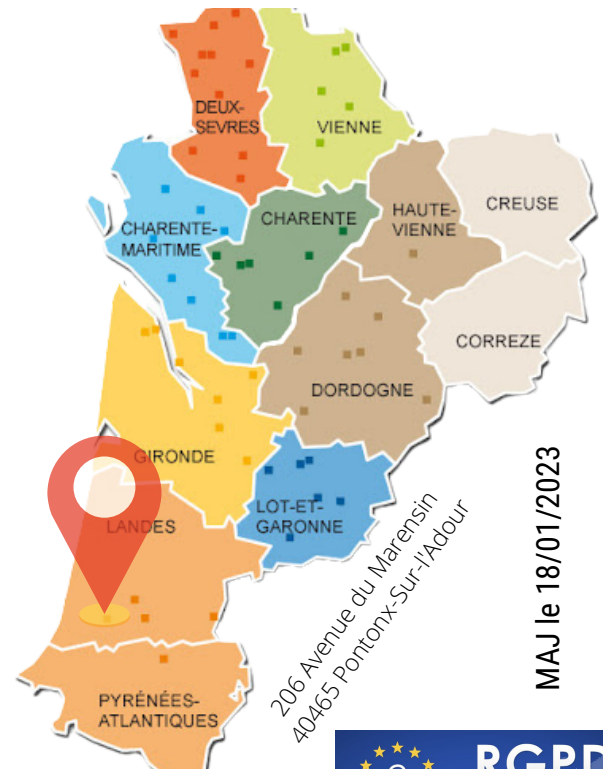 DEUX-
SEVRES
VIENNE
CHARENTE-
MARITIME
CHARENTE
HAUTE-
VIENNE
CREUSE
CORREZE
DORDOGNE
GIRONDE
LOT-ET-
GARONNE
LANDES
PYRÉNÉES-
ATLANTIQUES
206 Avenue du Marensin
40465 Pontonx-Sur-l'Adour
MAJ le 18/01/2023
RGPD